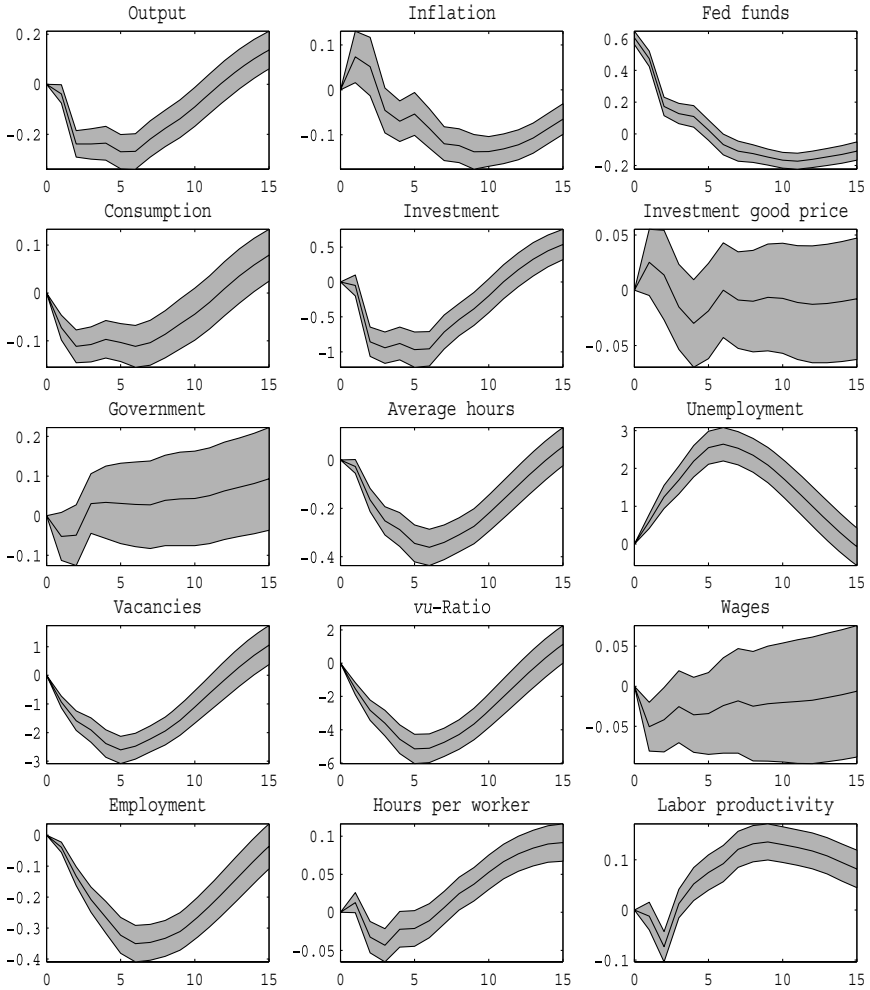 Output Inflation Fed funds
0.2 0.1 0.6
0.4
0 0 0.2
-0.2 -0.1 0
-0.2
0 5 10 15 0 5 10 15 0 5 10 15
Consumption Investment Investment good price
0.1 0.5 0.05
0 0 0
-0.5
-0.1 -1 -0.05
0 5 10 15 0 5 10 15 0 5 10 15
Government Average hours Unemployment
0.2 0 3
0.1 2
-0.2 1
0
-0.1 -0.4 0
0 5 10 15 0 5 10 15 0 5 10 15
Vacancies vu-Ratio Wages
1 2 0.05
0 0
-1 -2 0
-2 -4 -0.05
-3 -6
0 5 10 15 0 5 10 15 0 5 10 15
Employment Hours per worker Labor productivity
0 0.1
-0.1 0.05 0.1
-0.2
-0.3 0 0
-0.4 -0.05 -0.1
0 5 10 15 0 5 10 15 0 5 10 15